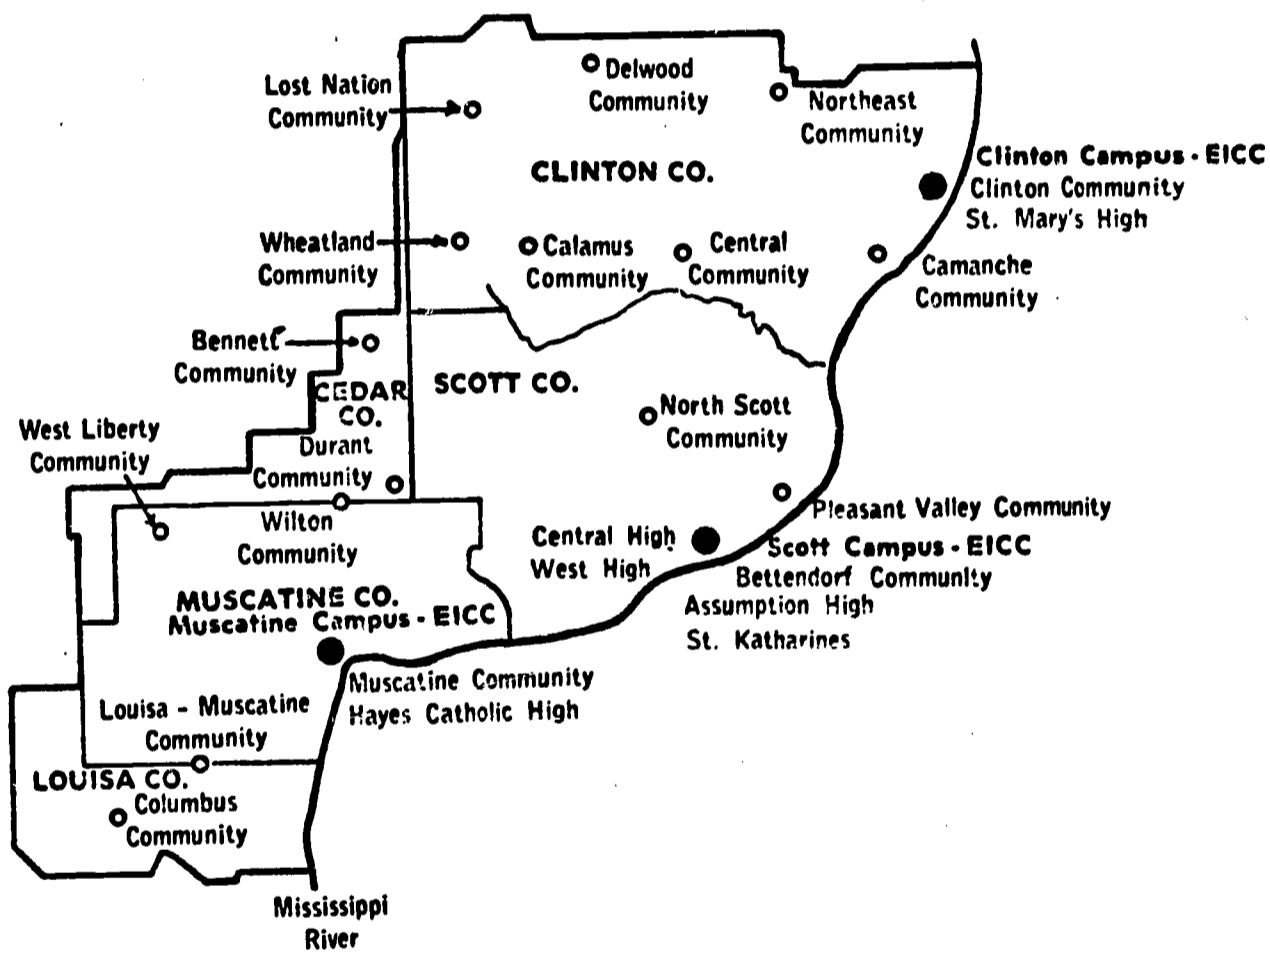 Delwood
Community
Lost Nation
Community
Northeast
Community
CLINTON CO.
Clinton Campus - EICC
Clinton Community
St. Mary's High
Wheatland
Community
Calamus
Community
Central
Community
Camanche
Community
Bennett
Community
CEDAR
CO.
SCOTT CO.
North Scott
Community
West Liberty
Community
Durant
Community
Wilton
Community
Pleasant Valley Community
Central High
West High
Scott Campus - EICC
Bettendorf Community
Assumption High
St. Katharines
MUSCATINE CO.
Muscatine Campus - EICC
Muscatine Community
Hayes Catholic High
Louisa - Muscatine
Community
LOUISA CO.
Columbus
Community
Mississippi
River